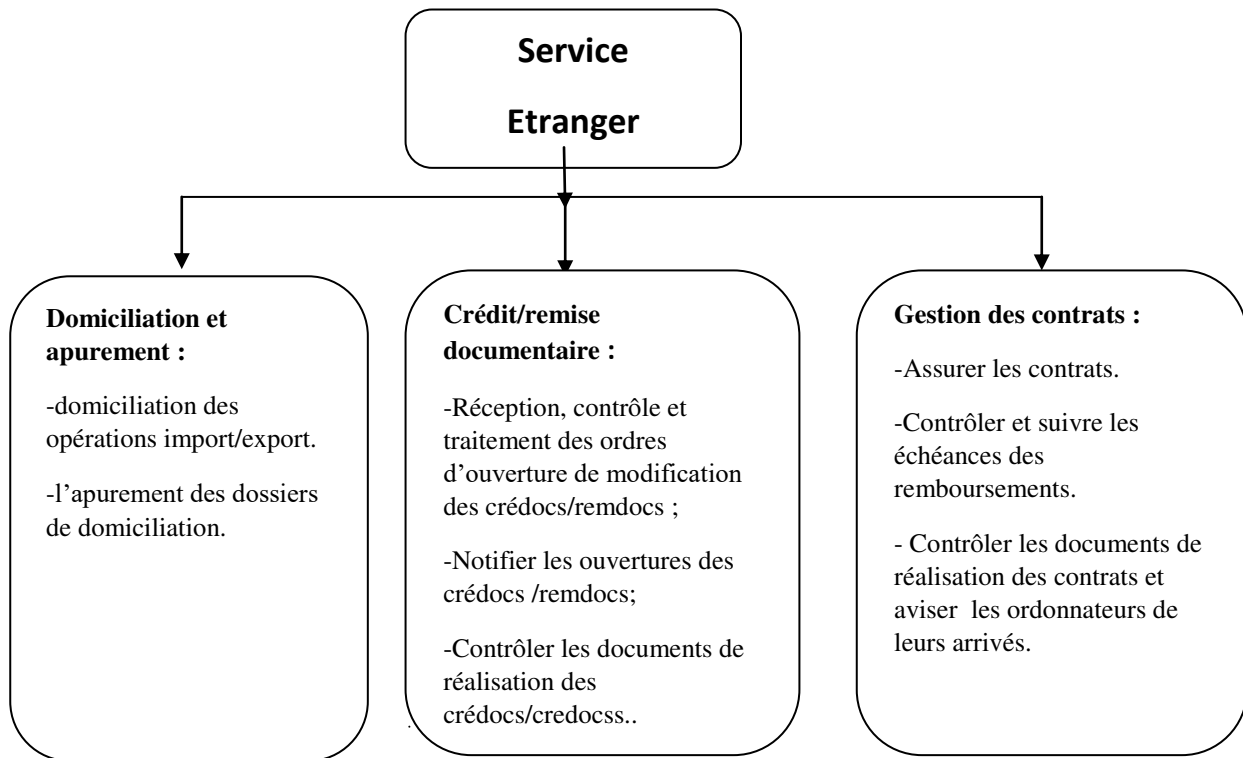 Service
Etranger
Domiciliation et
apurement :
-domiciliation des
opérations import/export.
-l’apurement des dossiers
de domiciliation.
Crédit/remise
documentaire :
-Réception, contrôle et
traitement des ordres
d’ouverture de modification
des crédocs/remdocs ;
-Notifier les ouvertures des
crédocs /remdocs;
-Contrôler les documents de
réalisation des
crédocs/credocss..
Gestion des contrats :
-Assurer les contrats.
-Contrôler et suivre les
échéances des
remboursements.
- Contrôler les documents de
réalisation des contrats et
aviser les ordonnateurs de
leurs arrivés.